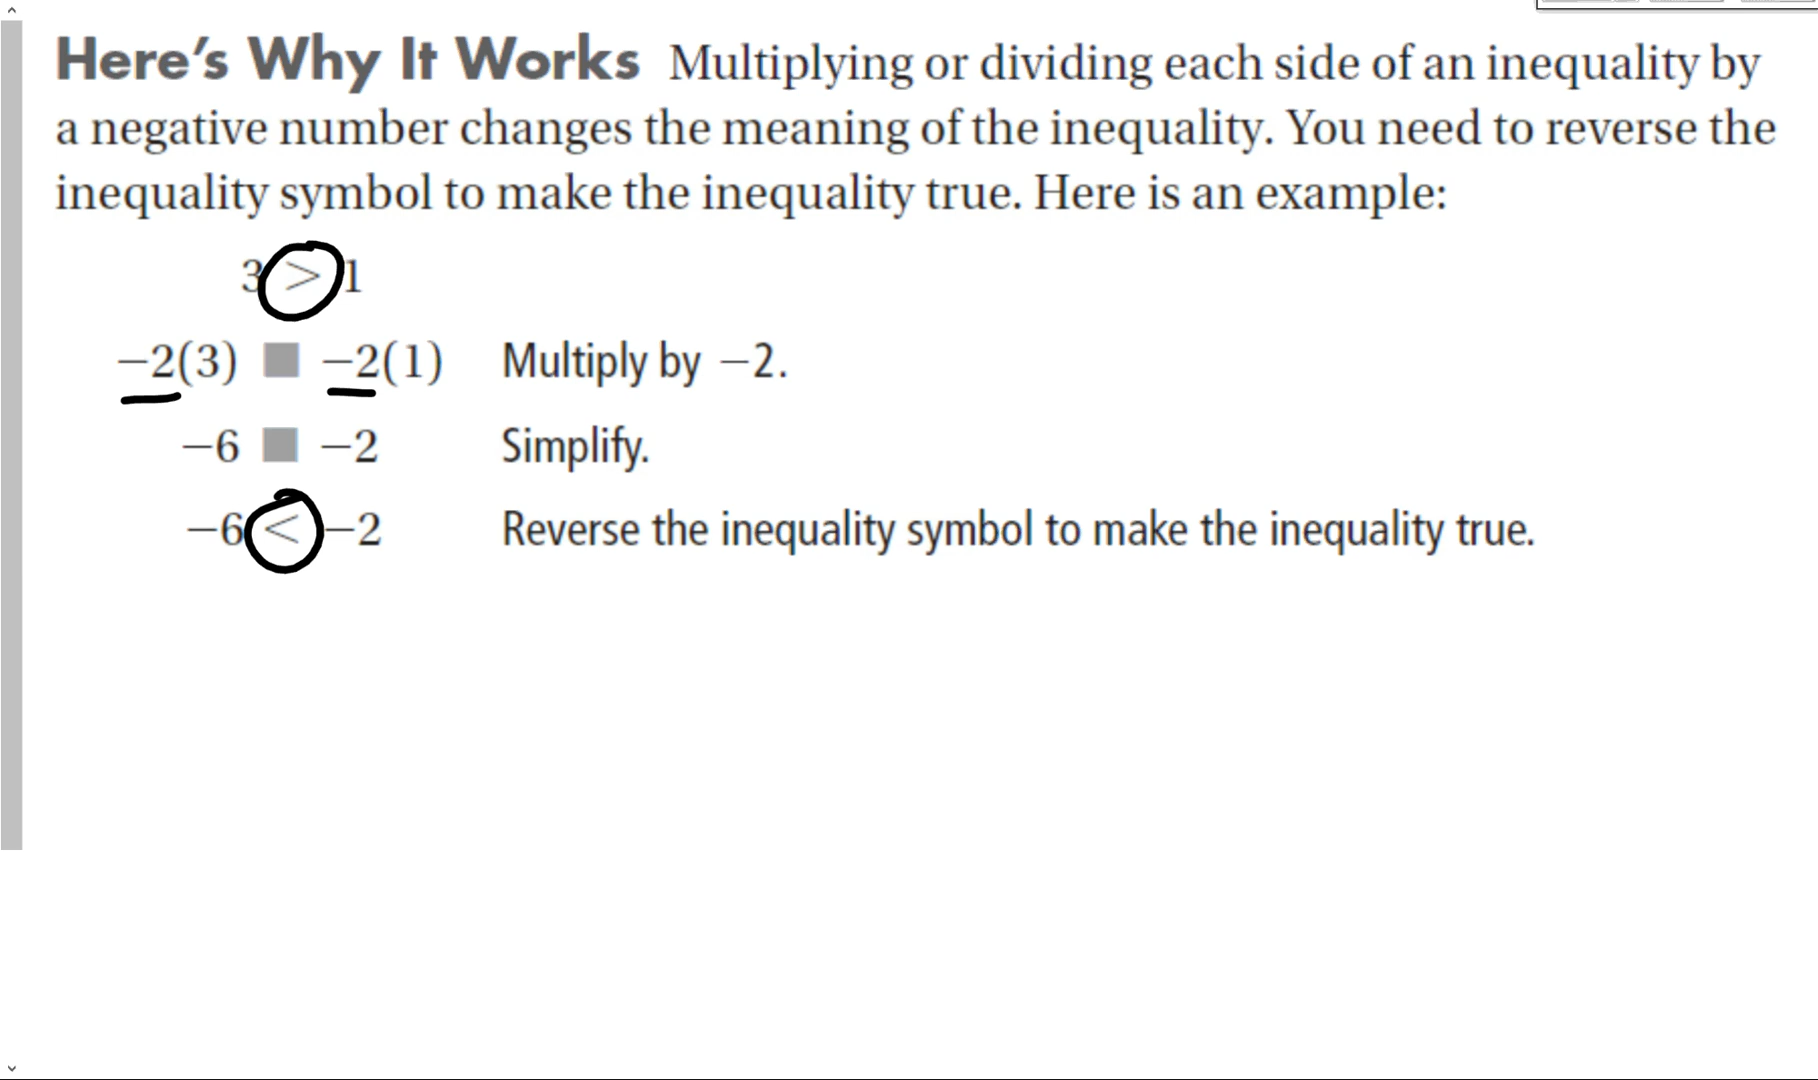 Here's Why It Works Multiplying or dividing each side of an inequality by
a negative number changes the meaning of the inequality. You need to reverse the
inequality symbol to make the inequality true. Here is an example:
3 > 1
−2(3) ■ −2(1) Multiply by −2.
−6 ■ −2 Simplify.
−6 < −2 Reverse the inequality symbol to make the inequality true.